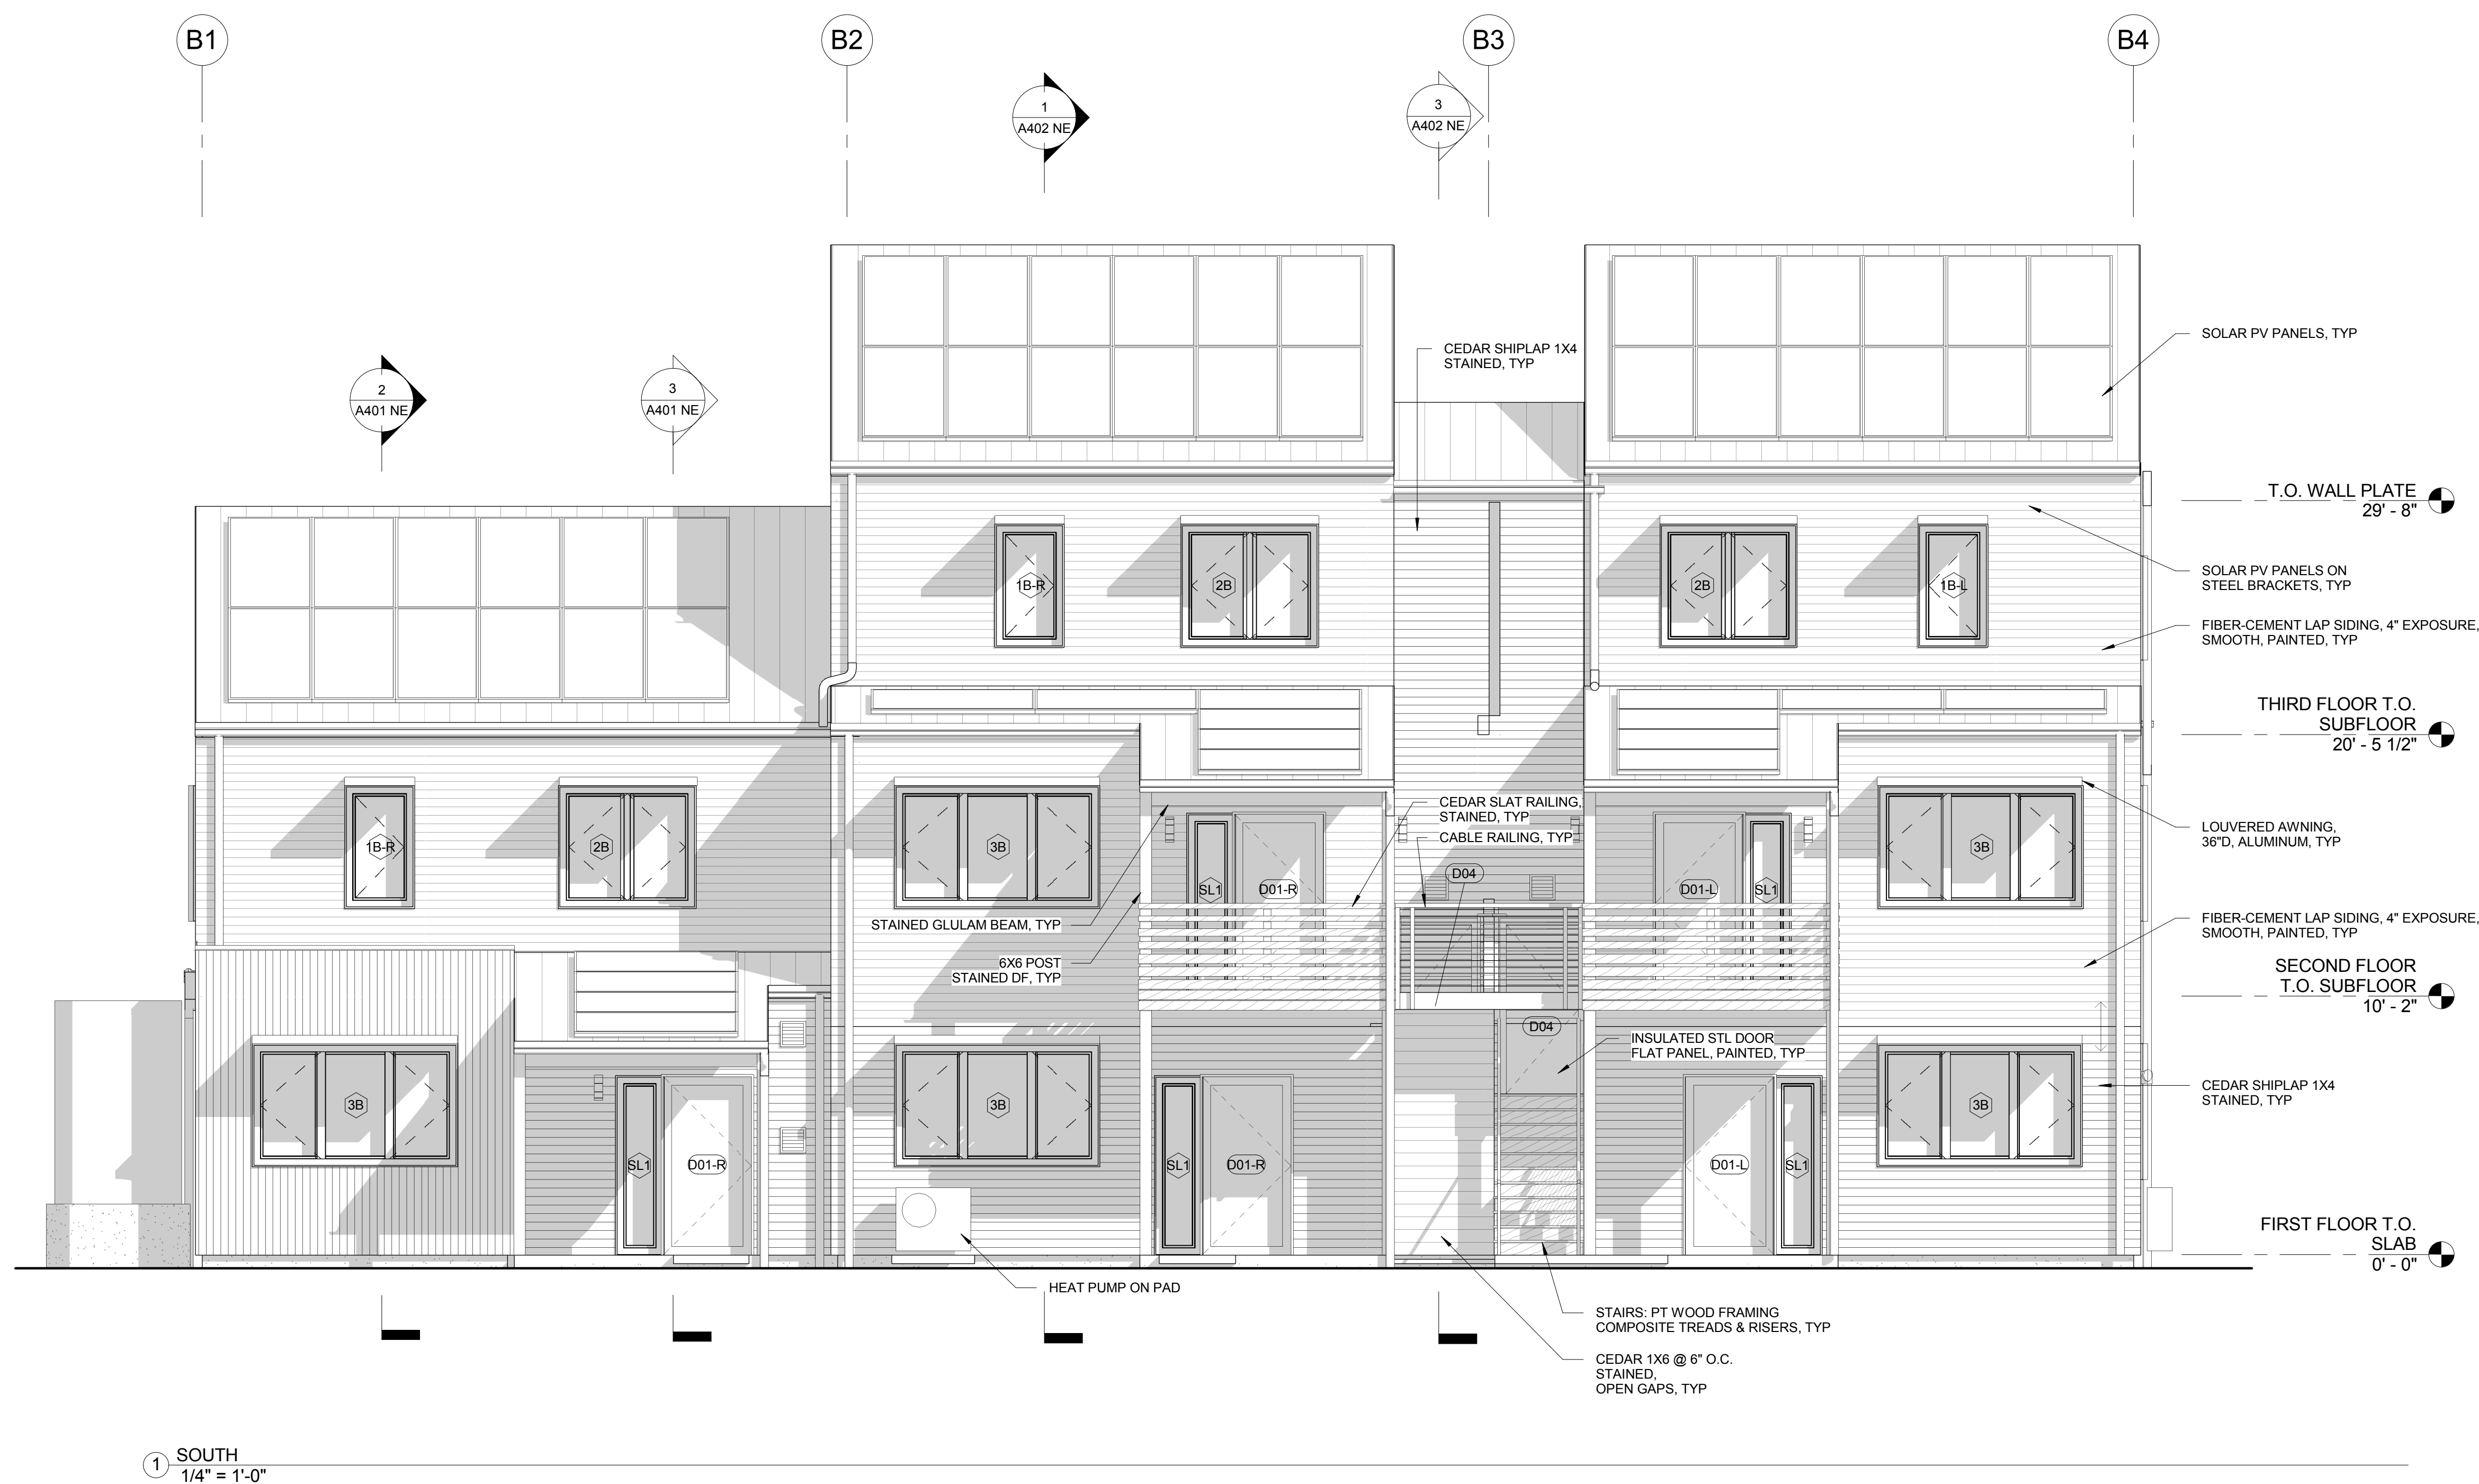 B1
B2
B3
B4
1
A402 NE
3
A402 NE
2
A401 NE
3
A401 NE
SOLAR PV PANELS, TYP
CEDAR SHIPLAP 1X4
STAINED, TYP
T.O. WALL PLATE
29' - 8"
SOLAR PV PANELS ON
STEEL BRACKETS, TYP
1B-R
2B
2B
1B-L
FIBER-CEMENT LAP SIDING, 4" EXPOSURE,
SMOOTH, PAINTED, TYP
THIRD FLOOR T.O.
SUBFLOOR
20' - 5 1/2"
CEDAR SLAT RAILING,
STAINED, TYP
CABLE RAILING, TYP
LOUVERED AWNING,
36"D, ALUMINUM, TYP
1B-R
2B
3B
3B
D04
SL1
D01-R
D01-L
SL1
STAINED GLULAM BEAM, TYP
FIBER-CEMENT LAP SIDING, 4" EXPOSURE,
SMOOTH, PAINTED, TYP
6X6 POST
STAINED DF, TYP
SECOND FLOOR
T.O. SUBFLOOR
10' - 2"
D04
INSULATED STL DOOR
FLAT PANEL, PAINTED, TYP
CEDAR SHIPLAP 1X4
STAINED, TYP
3B
3B
3B
SL1
D01-R
SL1
D01-R
D01-L
SL1
FIRST FLOOR T.O.
SLAB
0' - 0"
HEAT PUMP ON PAD
STAIRS: PT WOOD FRAMING
COMPOSITE TREADS & RISERS, TYP
CEDAR 1X6 @ 6" O.C.
STAINED,
OPEN GAPS, TYP
1
SOUTH
1/4" = 1'-0"